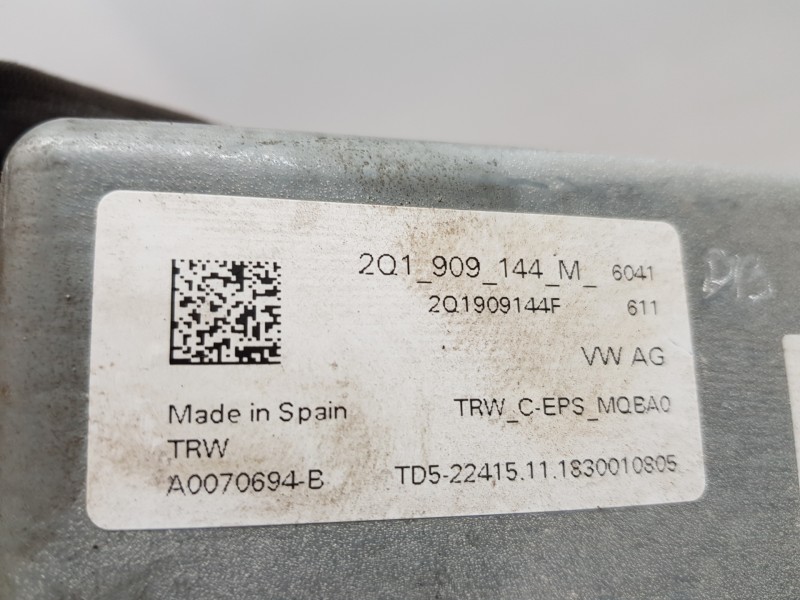 2Q1_909_144_M_ 6041
2Q1909144F 611
VW AG
Made in Spain
TRW_C-EPS_MQBA0
TRW
A0070694-B
TD5-22415.11.1830010805